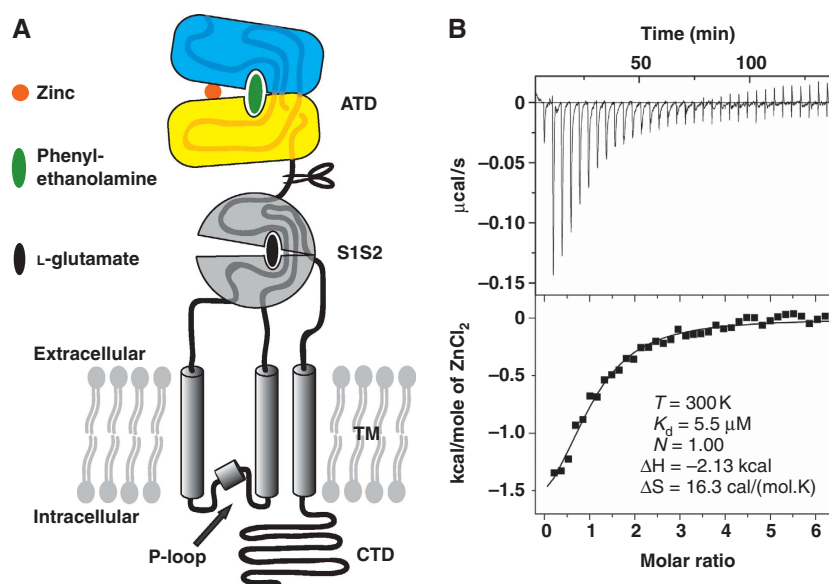 A
Zinc
Phenyl-
ethanolamine
L-glutamate
ATD
S1S2
Extracellular
TM
Intracellular
P-loop
CTD
B
Time (min)
50 100
0
−0.05
−0.10
−0.15
μcal/s
0
−0.5
−1.0
−1.5
kcal/mole of ZnCl₂
T = 300 K
Kd = 5.5 μM
N = 1.00
ΔH = −2.13 kcal
ΔS = 16.3 cal/(mol.K)
0 1 2 3 4 5 6
Molar ratio